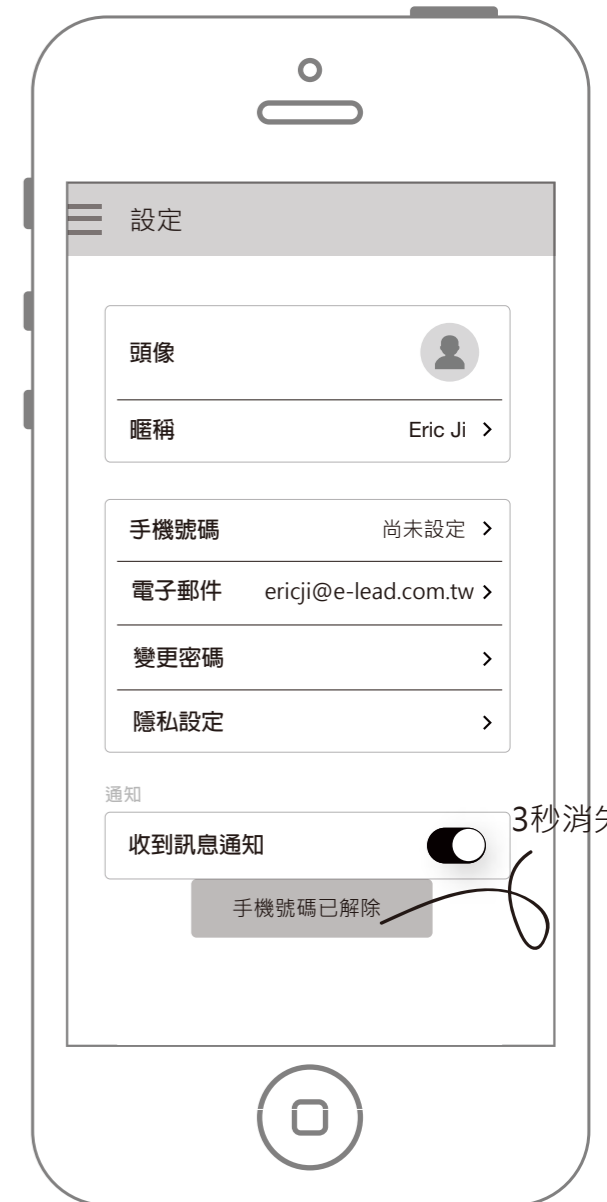 設定
頭像
暱稱 Eric Ji
手機號碼 尚未設定
電子郵件 ericji@e-lead.com.tw
變更密碼
隱私設定
通知
收到訊息通知
3秒消失
手機號碼已解除